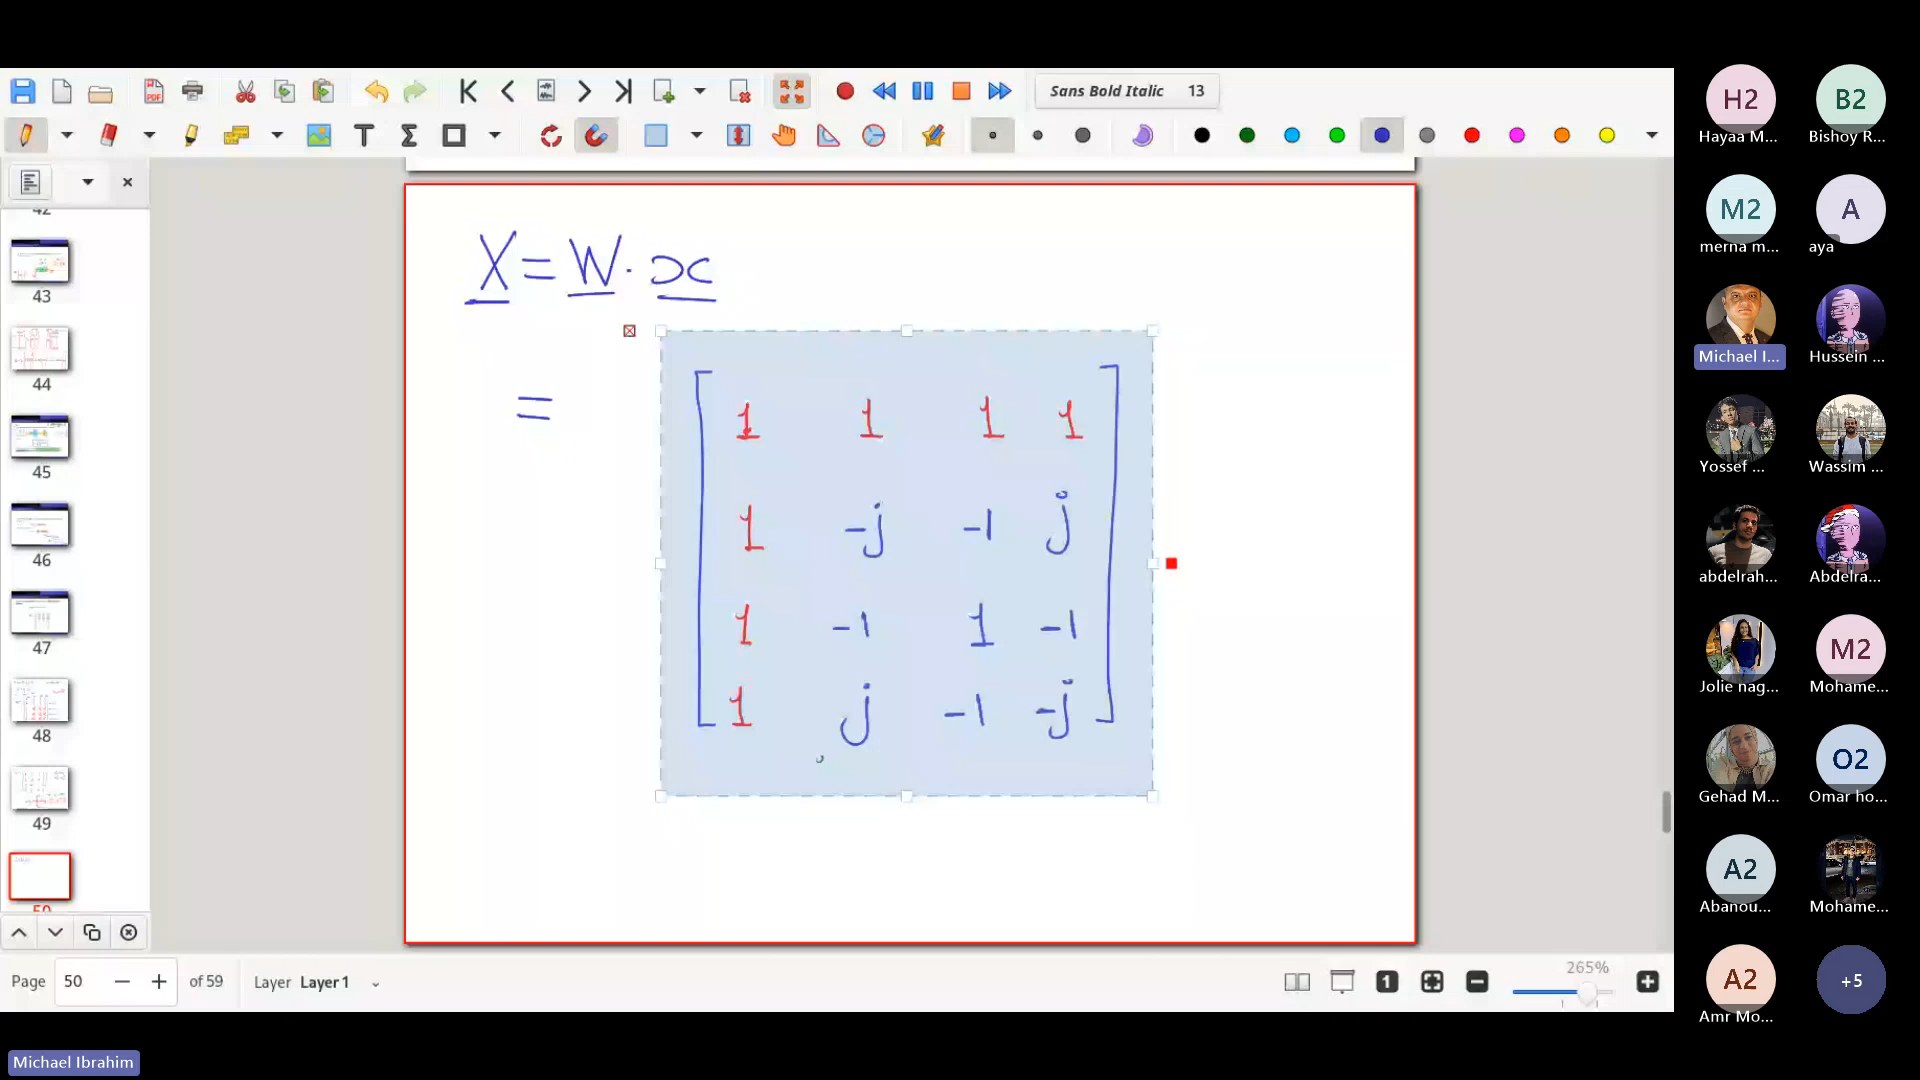 Sans Bold Italic 13
42
43
44
45
46
47
48
49
50
X = W · x
=
1 1 1 1
1 -j -1 j
1 -1 1 -1
1 j -1 -j
Page 50 of 59 Layer Layer 1 265%
Michael Ibrahim
H2 B2
Hayaa M... Bishoy R...
M2 A
merna m... aya
Michael I... Hussein ...
Yossef ... Wassim ...
abdelrah... Abdelra...
M2
Jolie nag... Mohame...
O2
Gehad M... Omar ho...
A2
Abanou... Mohame...
A2 +5
Amr Mo...